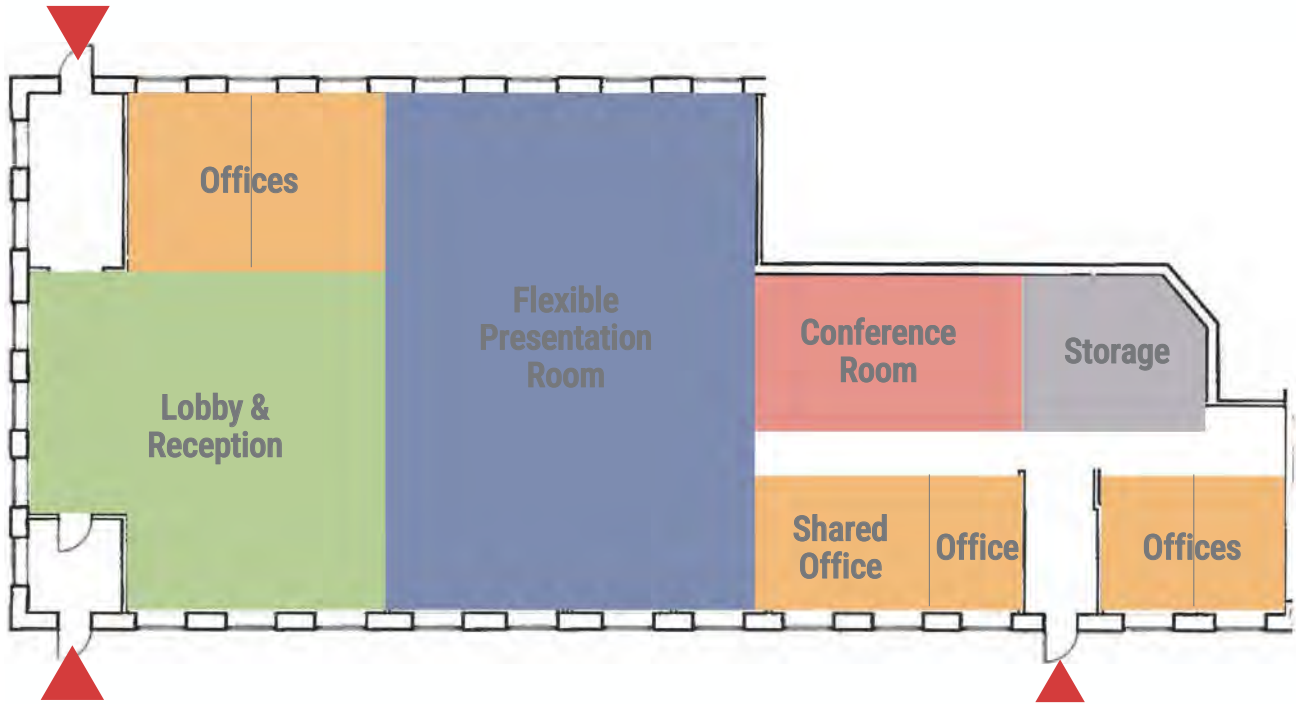 Offices
Flexible
Presentation
Room
Conference
Room
Storage
Lobby &
Reception
Shared
Office
Office
Offices